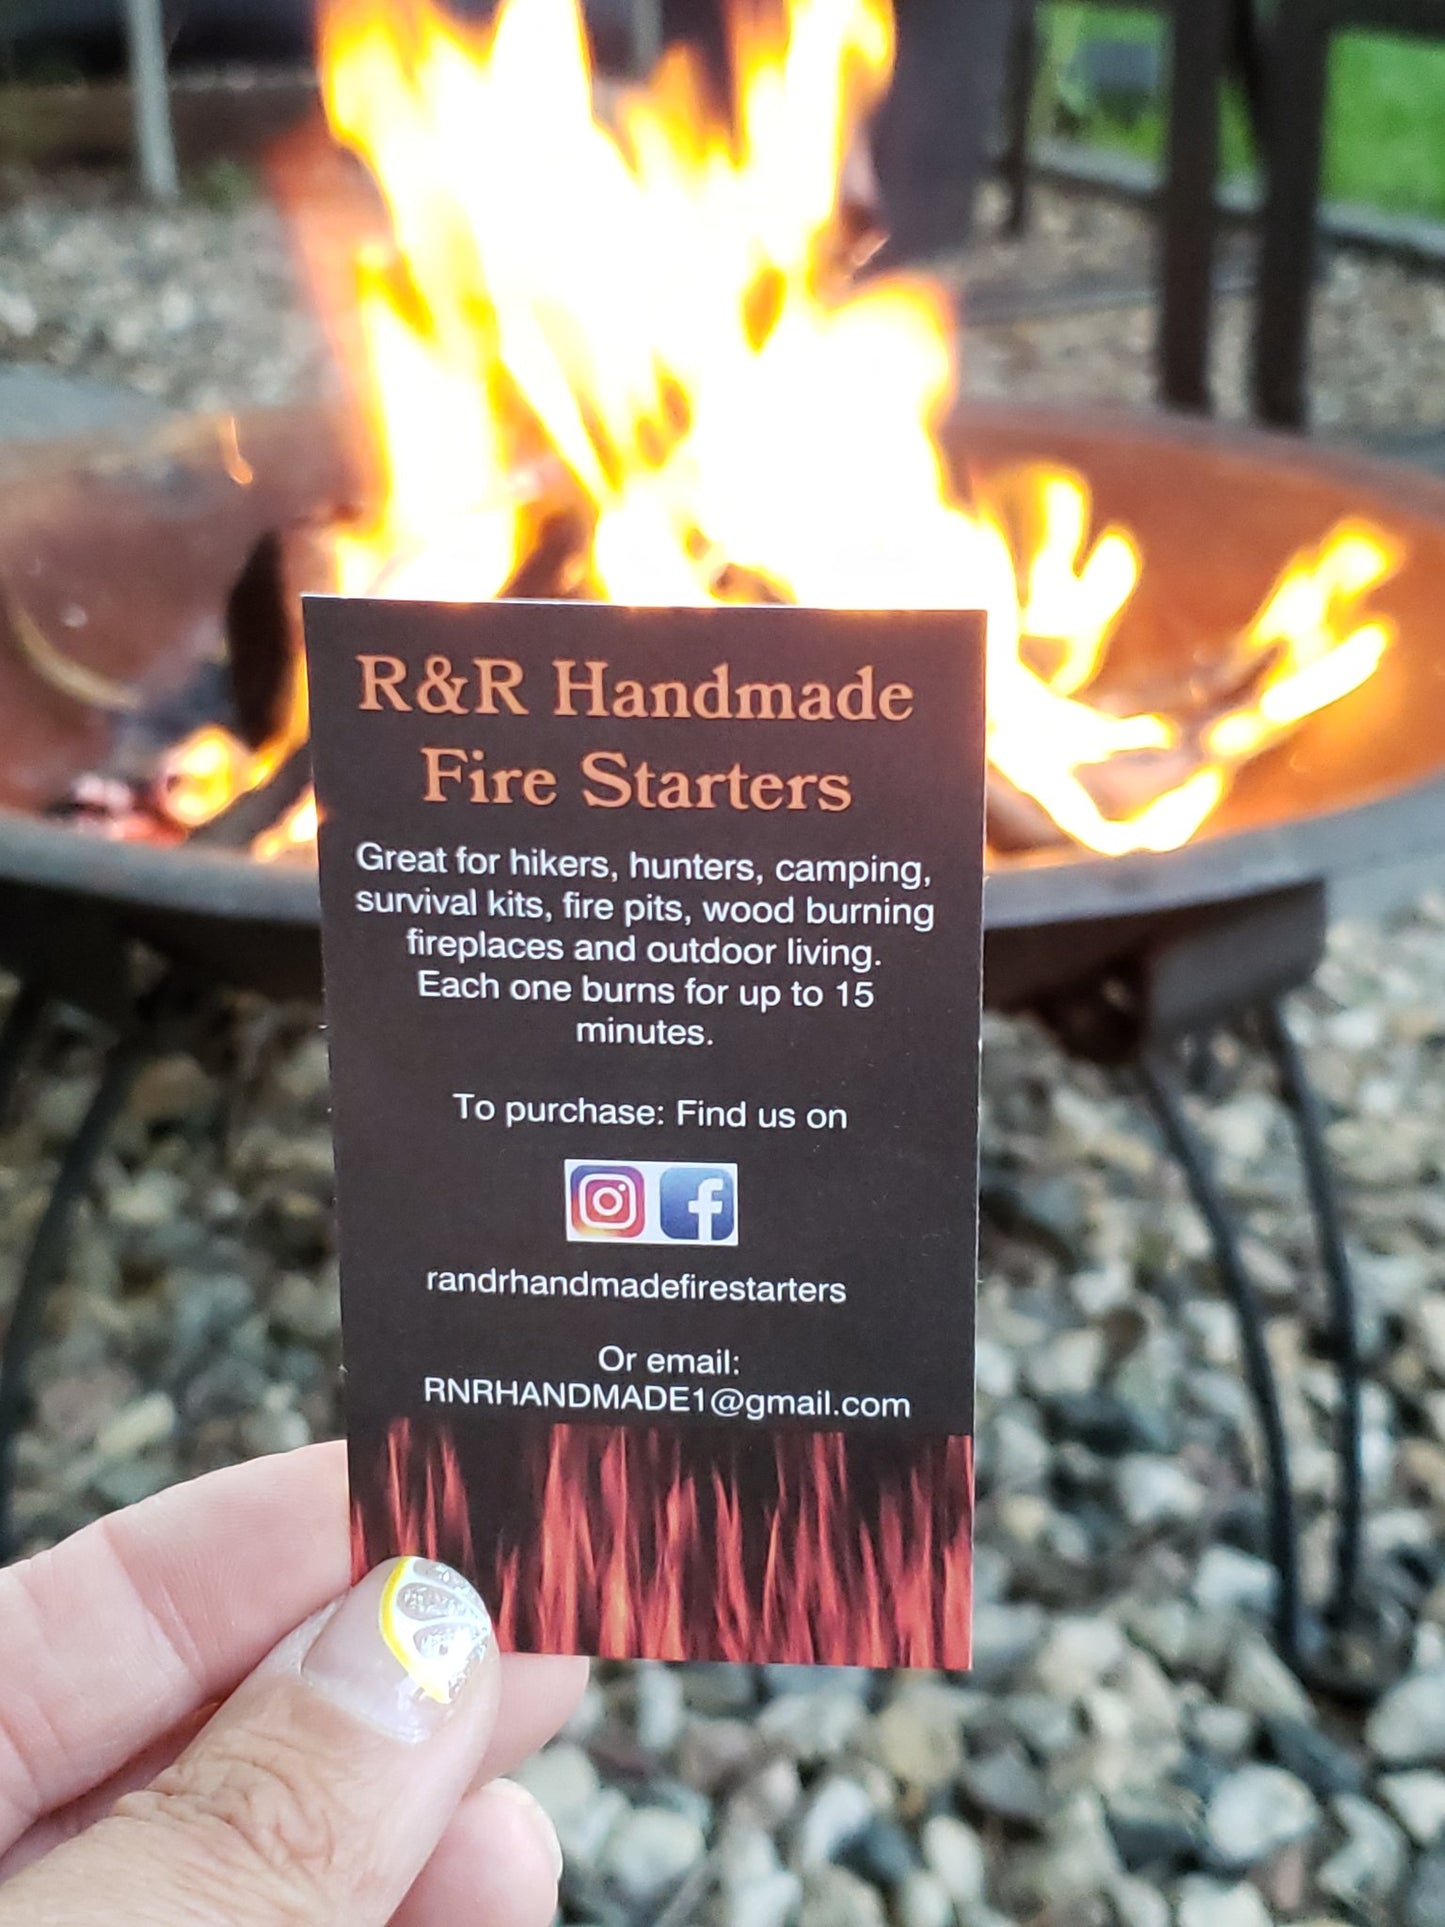 R&R Handmade
Fire Starters
Great for hikers, hunters, camping,
survival kits, fire pits, wood burning
fireplaces and outdoor living.
Each one burns for up to 15
minutes.
To purchase: Find us on
randrhandmadefirestarters
Or email:
RNRHANDMADE1@gmail.com